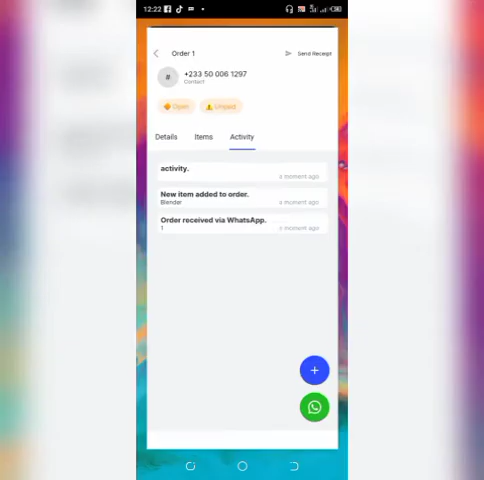 12:22
Order 1
Send Receipt
#
+233 50 006 1297
Contact
Open
Unpaid
Details Items Activity
activity.
a moment ago
New item added to order.
Blender
a moment ago
Order received via WhatsApp.
1
a moment ago